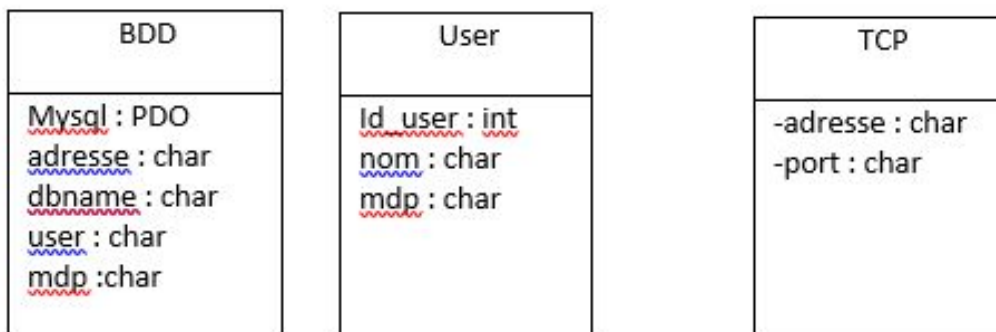 BDD
Mysql : PDO
adresse : char
dbname : char
user : char
mdp :char
User
Id_user : int
nom : char
mdp : char
TCP
-adresse : char
-port : char